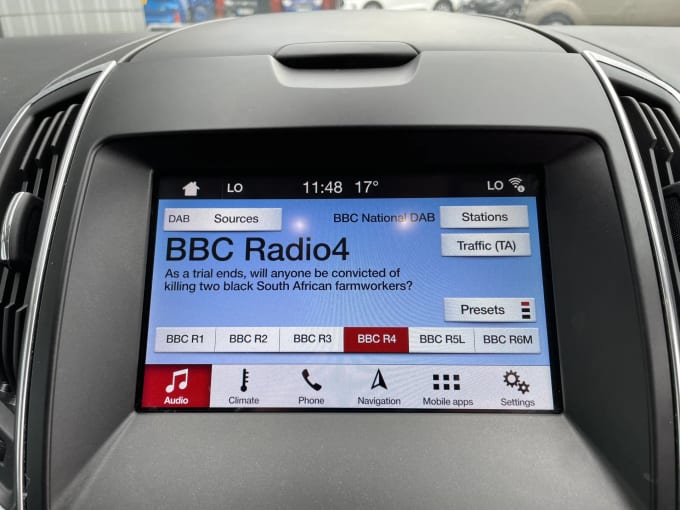 LO 11:48 17° LO
DAB Sources BBC National DAB Stations
BBC Radio4 Traffic (TA)
As a trial ends, will anyone be convicted of
killing two black South African farmworkers?
Presets
BBC R1 BBC R2 BBC R3 BBC R4 BBC R5L BBC R6M
Audio Climate Phone Navigation Mobile apps Settings